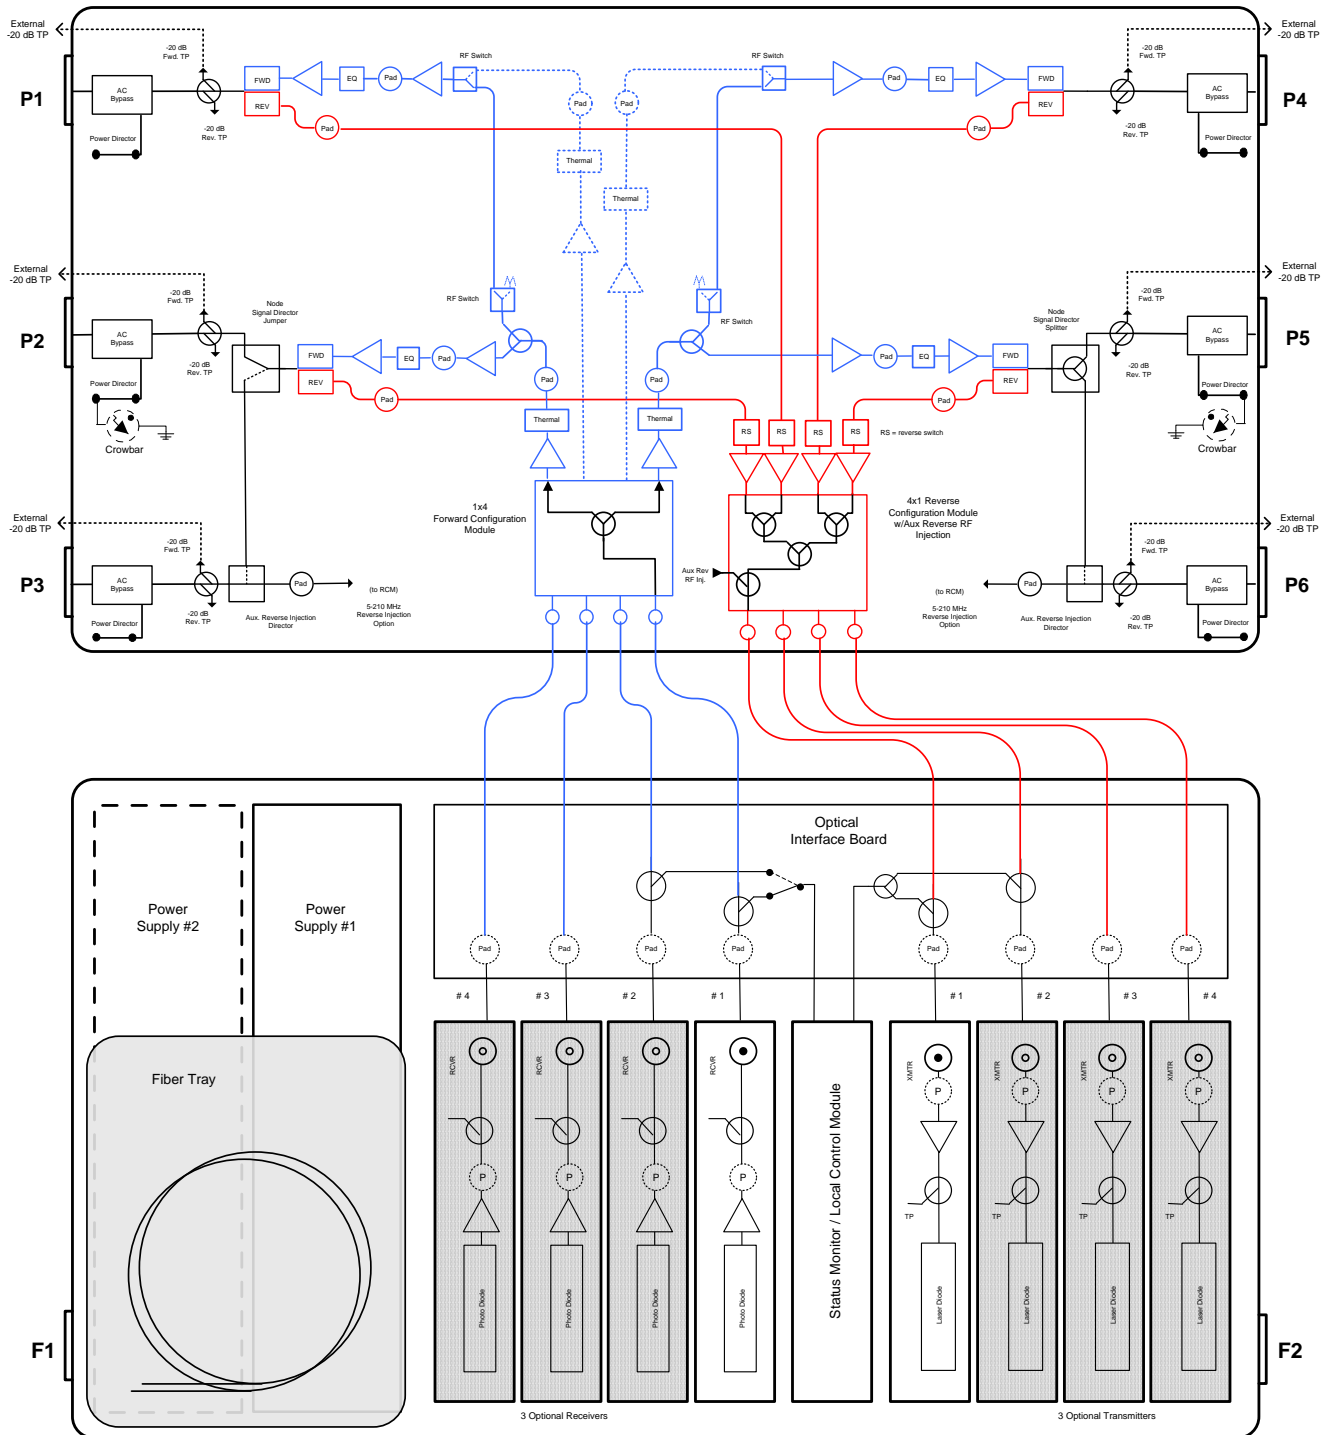 External
-20 dB TP
-20 dB
Fwd. TP
RF Switch
RF Switch
-20 dB
Fwd. TP
External
-20 dB TP
P1
AC
Bypass
FWD
EQ
Pad
Pad
Pad
Pad
EQ
FWD
AC
Bypass
P4
REV
REV
Power Director
-20 dB
Rev. TP
Pad
Pad
-20 dB
Rev. TP
Power Director
Thermal
Thermal
External
-20 dB TP
-20 dB
Fwd. TP
Node
Signal Director
Jumper
RF Switch
RF Switch
Node
Signal Director
Splitter
-20 dB
Fwd. TP
External
-20 dB TP
P2
AC
Bypass
FWD
EQ
Pad
Pad
EQ
FWD
AC
Bypass
P5
REV
REV
Power Director
-20 dB
Rev. TP
Pad
Pad
Pad
Pad
-20 dB
Rev. TP
Power Director
Thermal
Thermal
RS
RS
RS
RS
RS = reverse switch
Crowbar
Crowbar
1x4
Forward Configuration
Module
4x1 Reverse
Configuration Module
w/Aux Reverse RF
Injection
External
-20 dB TP
-20 dB
Fwd. TP
-20 dB
Fwd. TP
External
-20 dB TP
Aux Rev
RF Inj.
P3
AC
Bypass
Pad
(to RCM)
(to RCM)
Pad
AC
Bypass
P6
5-210 MHz
Reverse Injection
Option
5-210 MHz
Reverse Injection
Option
Power Director
-20 dB
Rev. TP
Aux. Reverse Injection
Director
Aux. Reverse Injection
Director
-20 dB
Rev. TP
Power Director
Optical
Interface Board
Power
Supply #2
Power
Supply #1
Pad
Pad
Pad
Pad
Pad
Pad
Pad
Pad
# 4
# 3
# 2
# 1
# 1
# 2
# 3
# 4
Fiber Tray
RCVR
RCVR
RCVR
RCVR
XMTR
XMTR
XMTR
XMTR
P
P
P
P
P
P
P
P
TP
TP
TP
TP
Status Monitor / Local Control Module
Photo Diode
Photo Diode
Photo Diode
Photo Diode
Laser Diode
Laser Diode
Laser Diode
Laser Diode
F1
F2
3 Optional Receivers
3 Optional Transmitters